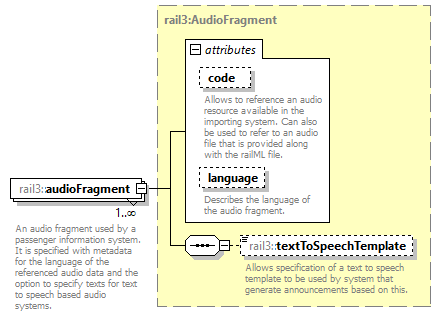 rail3:AudioFragment
attributes
code
Allows to reference an audio
resource available in the
importing system. Can also
be used to refer to an audio
file that is provided along
with the railML file.
language
Describes the language of
the audio fragment.
rail3::audioFragment
1..∞
An audio fragment used by a
passenger information system.
It is specified with metadata
for the language of the
referenced audio data and the
option to specify texts for text
to speech based audio
systems.
rail3::textToSpeechTemplate
Allows specification of a text to speech
template to be used by system that
generate announcements based on this.